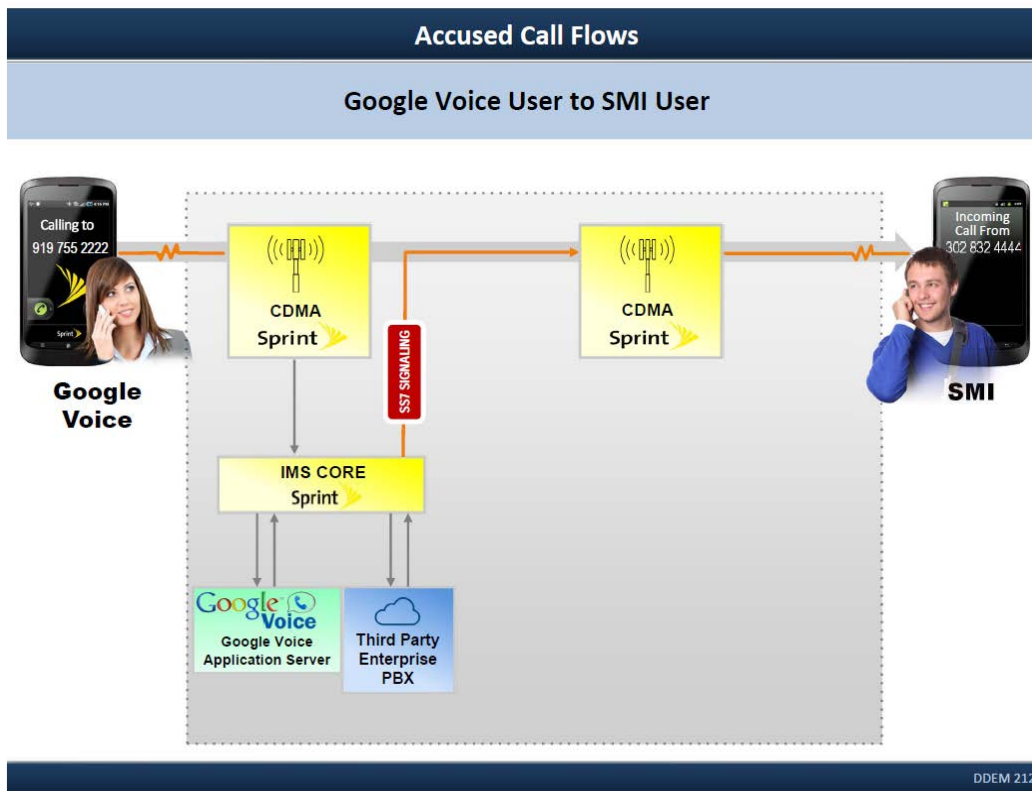 Accused Call Flows
Google Voice User to SMI User
Calling to
919 755 2222
Sprint
Google
Voice
CDMA
Sprint
SS7 SIGNALING
CDMA
Sprint
Incoming
Call From
302 832 4444
SMI
IMS CORE
Sprint
Google
Voice
Google Voice
Application Server
Third Party
Enterprise
PBX
DDEM 212